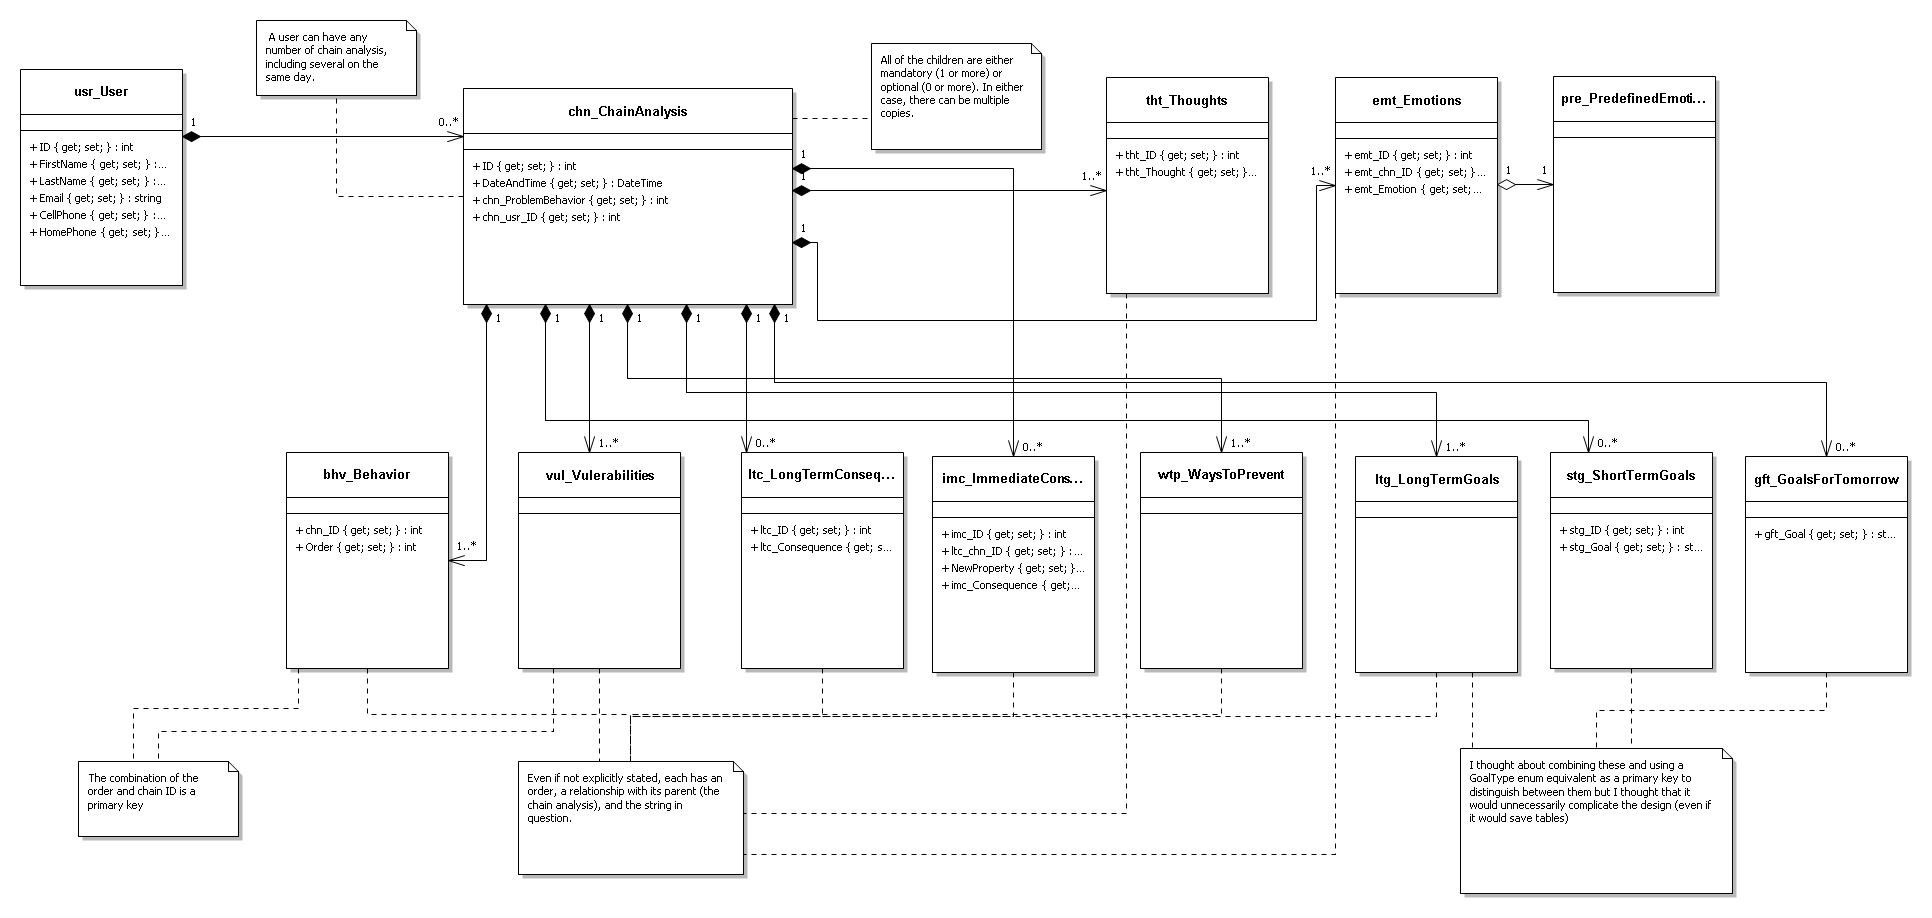 A user can have any
number of chain analysis,
including several on the
same day.
All of the children are either
mandatory (1 or more) or
optional (0 or more). In either
case, there can be multiple
copies.
usr_User
+ ID { get; set; } : int
+ FirstName { get; set; } :...
+ LastName { get; set; } :...
+ Email { get; set; } : string
+ CellPhone { get; set; } :...
+ HomePhone { get; set; }...
1
0..*
chn_ChainAnalysis
+ ID { get; set; } : int
+ DateAndTime { get; set; } : DateTime
+ chn_ProblemBehavior { get; set; } : int
+ chn_usr_ID { get; set; } : int
1
1
1
1..*
tht_Thoughts
+ tht_ID { get; set; } : int
+ tht_Thought { get; set; }...
1..*
emt_Emotions
+ emt_ID { get; set; } : int
+ emt_chn_ID { get; set; }...
+ emt_Emotion { get; set;...
1
1
pre_PredefinedEmoti...
1
1
1
1
1
1
1
1..*
bhv_Behavior
+ chn_ID { get; set; } : int
+ Order { get; set; } : int
1..*
vul_Vulerabilities
0..*
ltc_LongTermConseq...
+ ltc_ID { get; set; } : int
+ ltc_Consequence { get; s...
0..*
imc_ImmediateCons...
+ imc_ID { get; set; } : int
+ ltc_chn_ID { get; set; } :...
+ NewProperty { get; set; }...
+ imc_Consequence { get;...
1..*
wtp_WaysToPrevent
1..*
ltg_LongTermGoals
0..*
stg_ShortTermGoals
+ stg_ID { get; set; } : int
+ stg_Goal { get; set; } : st...
0..*
gft_GoalsForTomorrow
+ gft_Goal { get; set; } : st...
The combination of the
order and chain ID is a
primary key
Even if not explicitly stated, each has an
order, a relationship with its parent (the
chain analysis), and the string in
question.
I thought about combining these and using a
GoalType enum equivalent as a primary key to
distinguish between them but I thought that it
would unnecessarily complicate the design (even if
it would save tables)